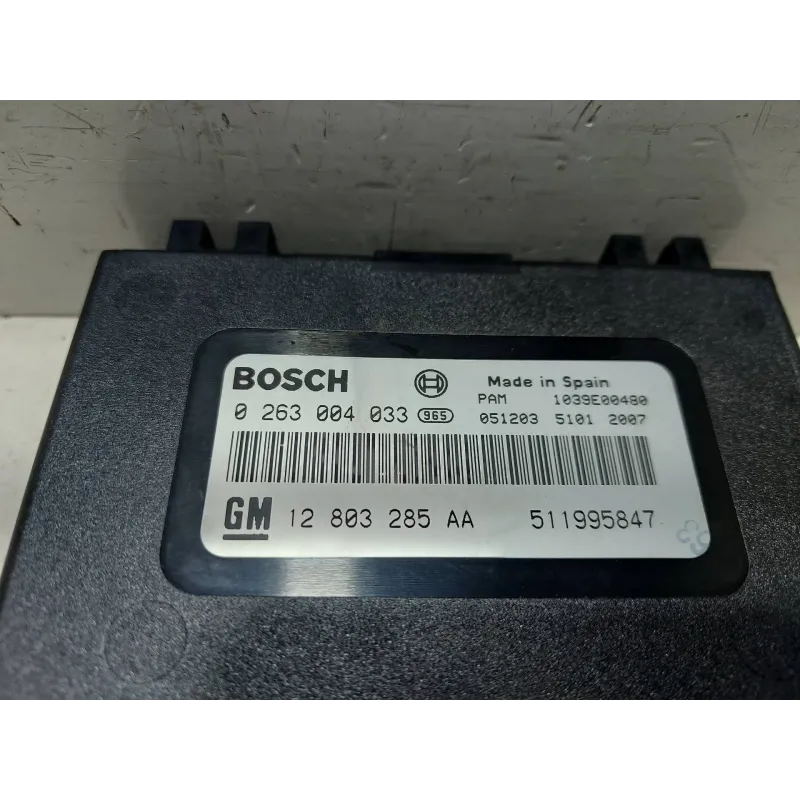 BOSCH Made in Spain
PAM 1039E00480
0 263 004 033 965 051203 5101 2007
GM 12 803 285 AA 511995847